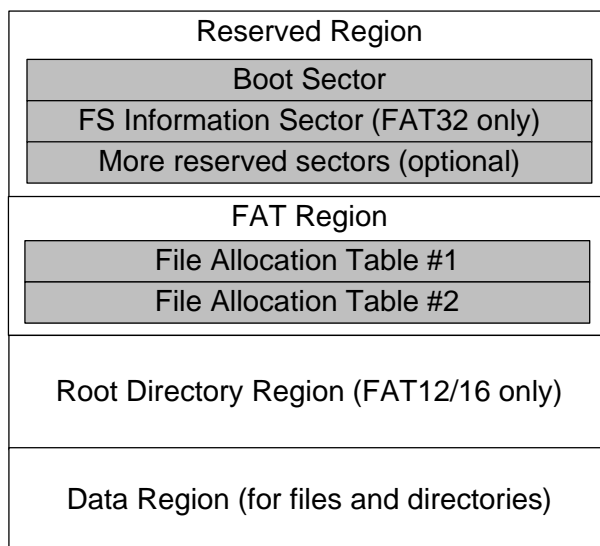 Reserved Region
Boot Sector
FS Information Sector (FAT32 only)
More reserved sectors (optional)
FAT Region
File Allocation Table #1
File Allocation Table #2
Root Directory Region (FAT12/16 only)
Data Region (for files and directories)